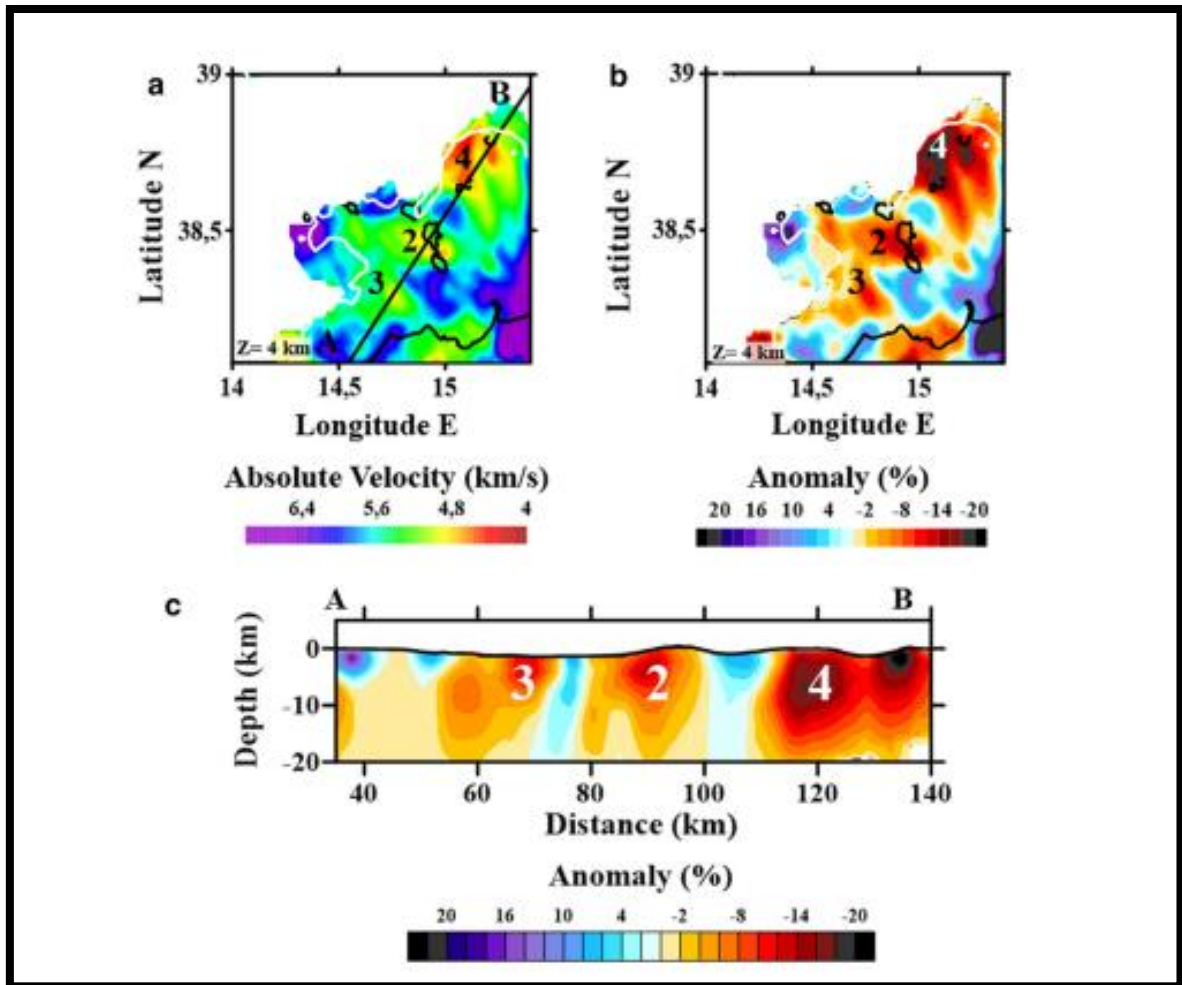 a
39
38,5
Latitude N
B
4
2
3
Z= 4 km
A
14
14,5
15
Longitude E
Absolute Velocity (km/s)
6,4 5,6 4,8 4
b
39
38,5
Latitude N
4
2
3
Z= 4 km
14
14,5
15
Longitude E
Anomaly (%)
20 16 10 4 -2 -8 -14 -20
c
A B
Depth (km)
0
-10
-20
3 2 4
40 60 80 100 120 140
Distance (km)
Anomaly (%)
20 16 10 4 -2 -8 -14 -20